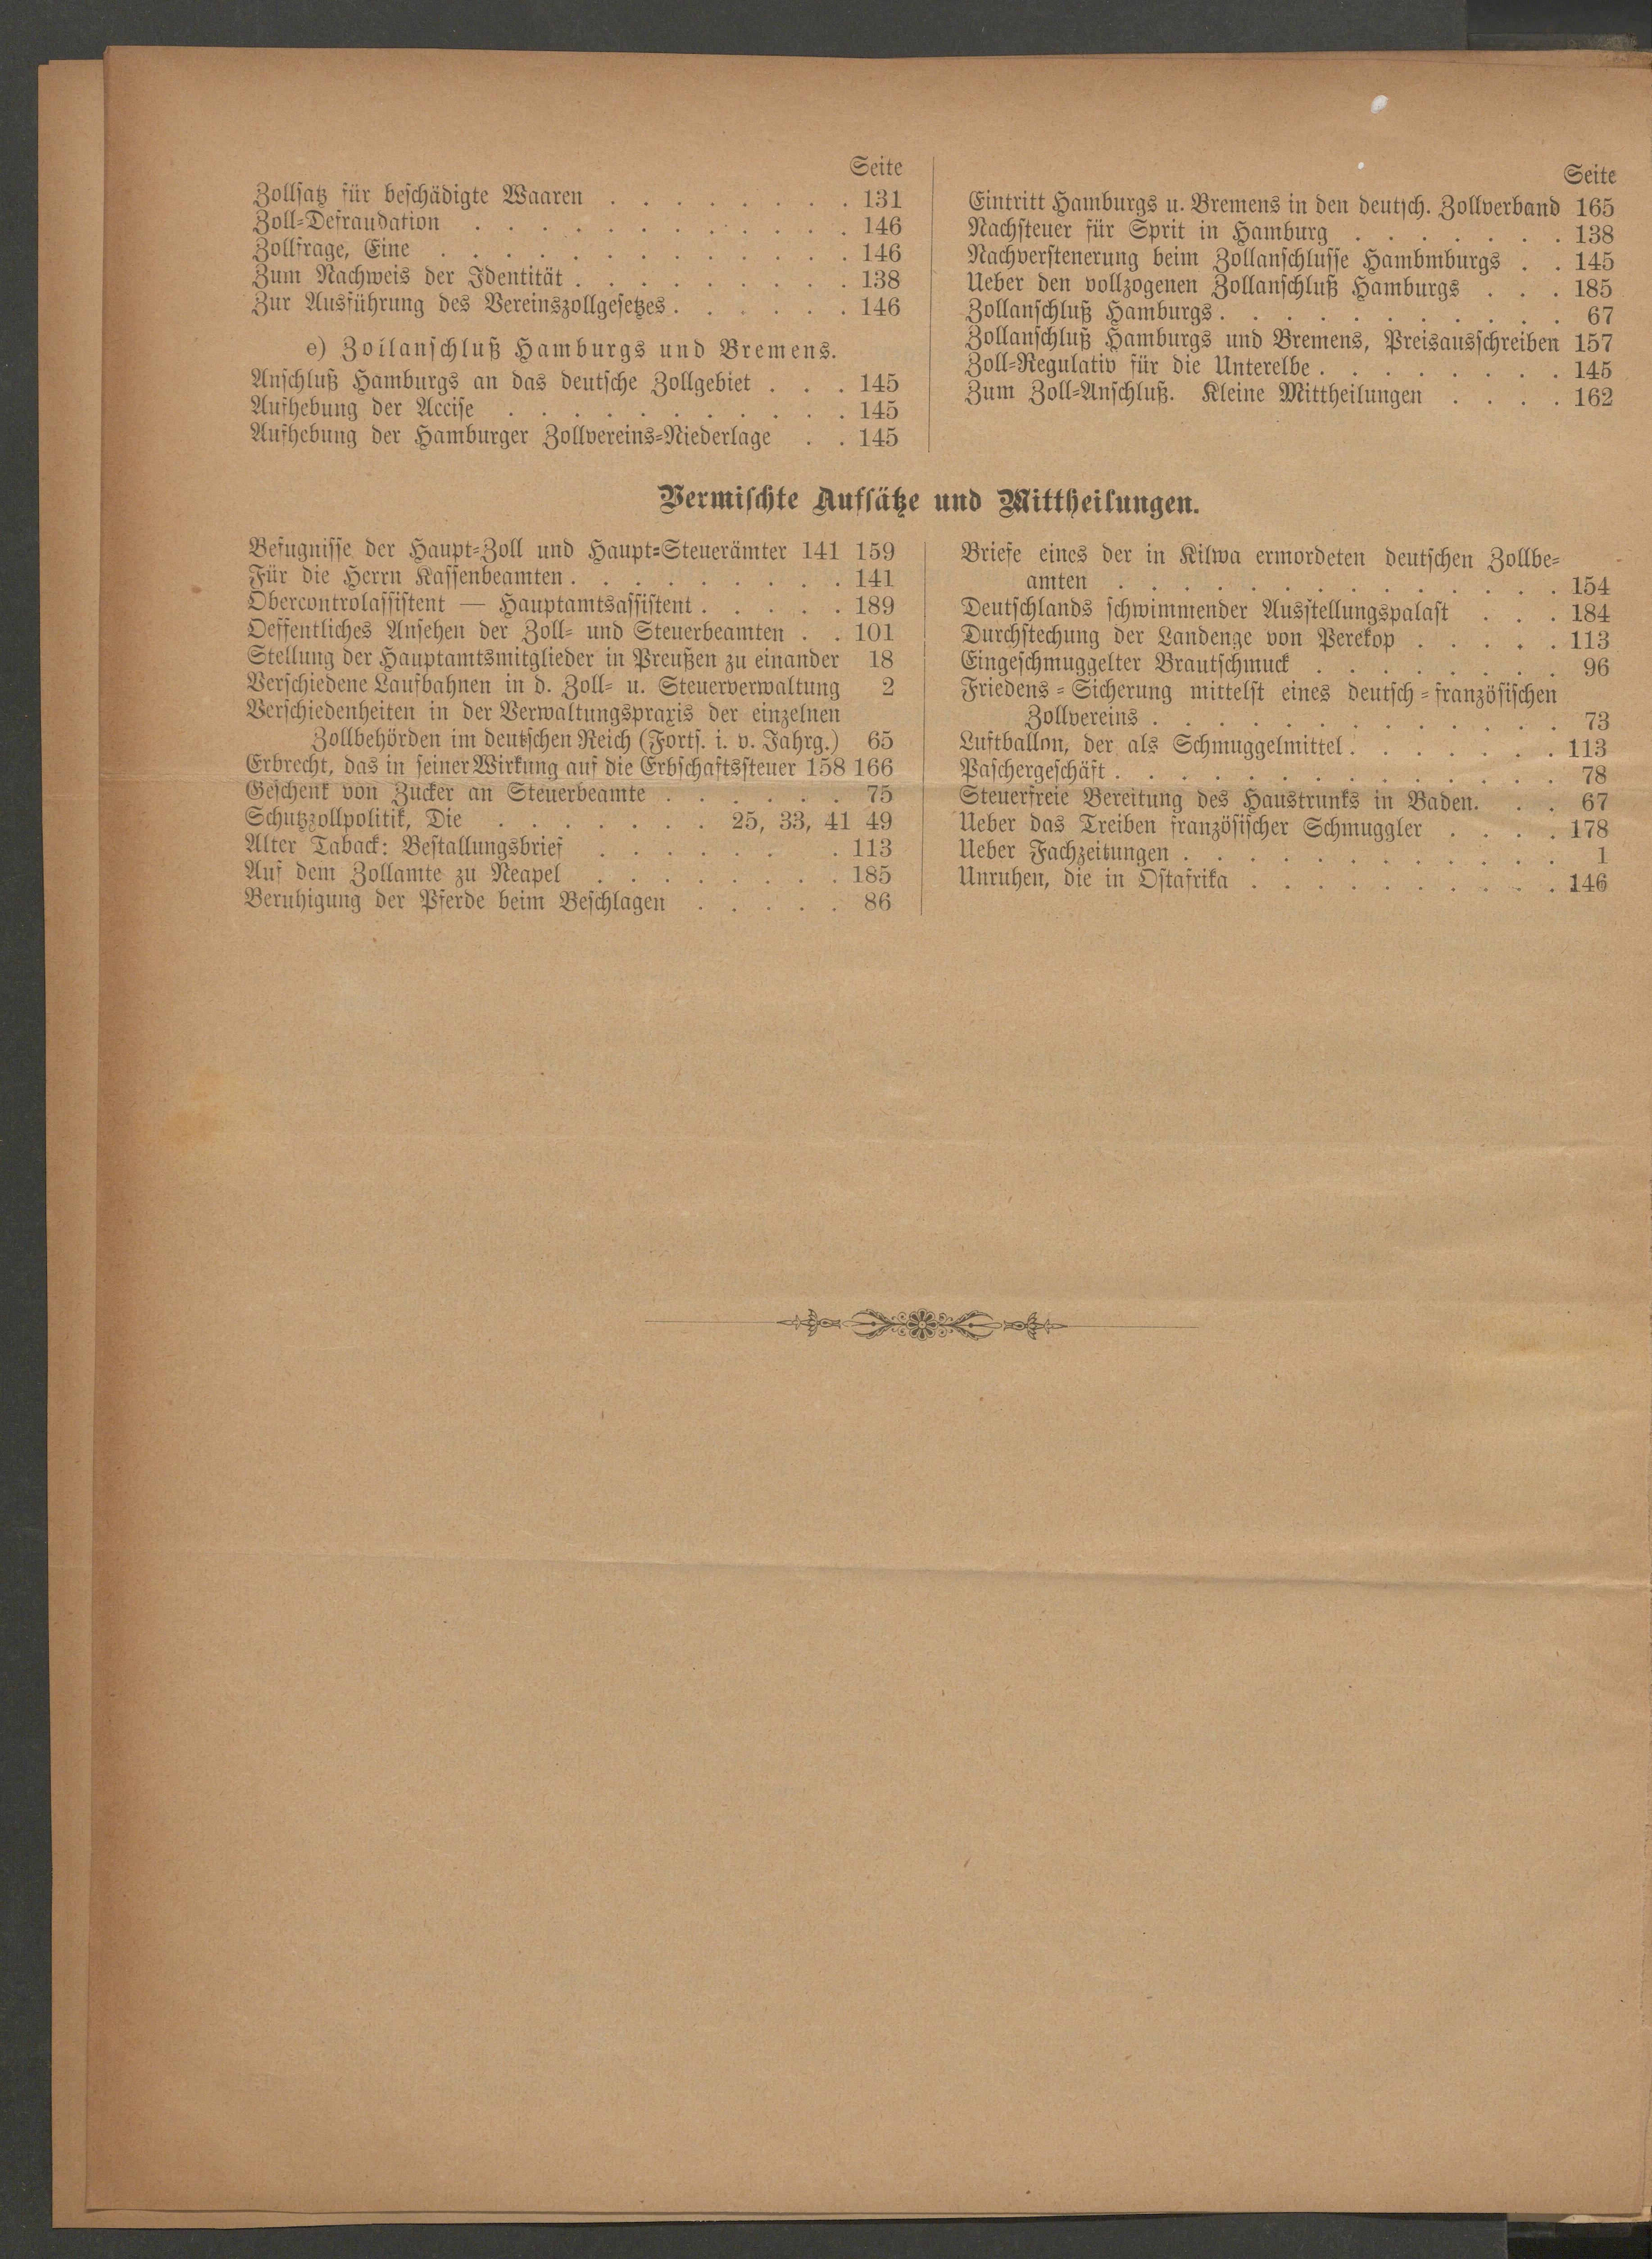 Seite
Zollsatz für beschädigte Waaren . . . . . . . . 131
Zoll-Defraudation . . . . . . . . . . . . 146
Zollfrage, Eine . . . . . . . . . . . . . 146
Zum Nachweis der Identität . . . . . . . . . 138
Zur Ausführung des Vereinszollgesetzes . . . . . . 146
e) Zollanschluß Hamburgs und Bremens.
Anschluß Hamburgs an das deutsche Zollgebiet . . . 145
Aufhebung der Accise . . . . . . . . . . . 145
Aufhebung der Hamburger Zollvereins-Niederlage . . 145
Seite
Eintritt Hamburgs u. Bremens in den deutsch. Zollverband 165
Nachsteuer für Sprit in Hamburg . . . . . . . 138
Nachverstenerung beim Zollanschlusse Hambmburgs . . 145
Ueber den vollzogenen Zollanschluß Hamburgs . . . 185
Zollanschluß Hamburgs . . . . . . . . . . . 67
Zollanschluß Hamburgs und Bremens, Preisausschreiben 157
Zoll-Regulativ für die Unterelbe . . . . . . . . 145
Zum Zoll-Anschluß. Kleine Mittheilungen . . . . 162
Vermischte Aufsätze und Mittheilungen.
Befugnisse der Haupt-Zoll und Haupt-Steuerämter 141 159
Für die Herrn Kassenbeamten . . . . . . . . . 141
Obercontrolassistent — Hauptamtsassistent . . . . . 189
Oeffentliches Ansehen der Zoll- und Steuerbeamten . . 101
Stellung der Hauptamtsmitglieder in Preußen zu einander 18
Verschiedene Laufbahnen in d. Zoll- u. Steuerverwaltung 2
Verschiedenheiten in der Verwaltungspraxis der einzelnen
Zollbehörden im deutschen Reich (Forts. i. v. Jahrg.) 65
Erbrecht, das in seiner Wirkung auf die Erbschaftssteuer 158 166
Geschenk von Zucker an Steuerbeamte . . . . . . 75
Schutzzollpolitik, Die . . . . . . . 25, 33, 41 49
Alter Taback: Bestallungsbrief . . . . . . . 113
Auf dem Zollamte zu Neapel . . . . . . . . 185
Beruhigung der Pferde beim Beschlagen . . . . . 86
Briefe eines der in Kilwa ermordeten deutschen Zollbe-
amten . . . . . . . . . . . . . . 154
Deutschlands schwimmender Ausstellungspalast . . . 184
Durchstechung der Landenge von Perekop . . . . . 113
Eingeschmuggelter Brautschmuck . . . . . . . . 96
Friedens-Sicherung mittelst eines deutsch-französischen
Zollvereins . . . . . . . . . . . . . 73
Luftballon, der als Schmuggelmittel . . . . . . . 113
Paschergeschäft . . . . . . . . . . . . . . 78
Steuerfreie Bereitung des Haustrunks in Baden. . . 67
Ueber das Treiben französischer Schmuggler . . . . 178
Ueber Fachzeitungen . . . . . . . . . . . . 1
Unruhen, die in Ostafrika . . . . . . . . . . 146